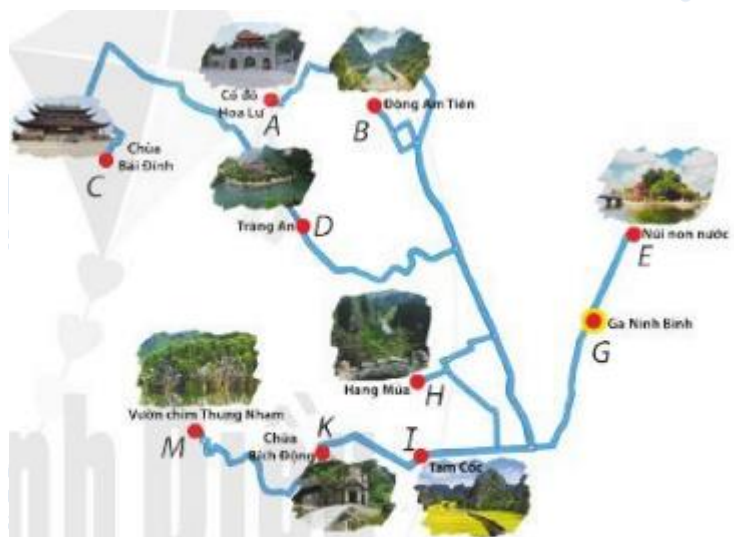 Cố đô
Hoa Lư
A
Động Am Tiên
B
Chùa
Bái Đính
C
Tràng An
D
Núi non nước
E
Ga Ninh Bình
G
Hang Múa
H
Vườn chim Thung Nham
M
Chùa
Bích Động
K
I
Tam Cốc